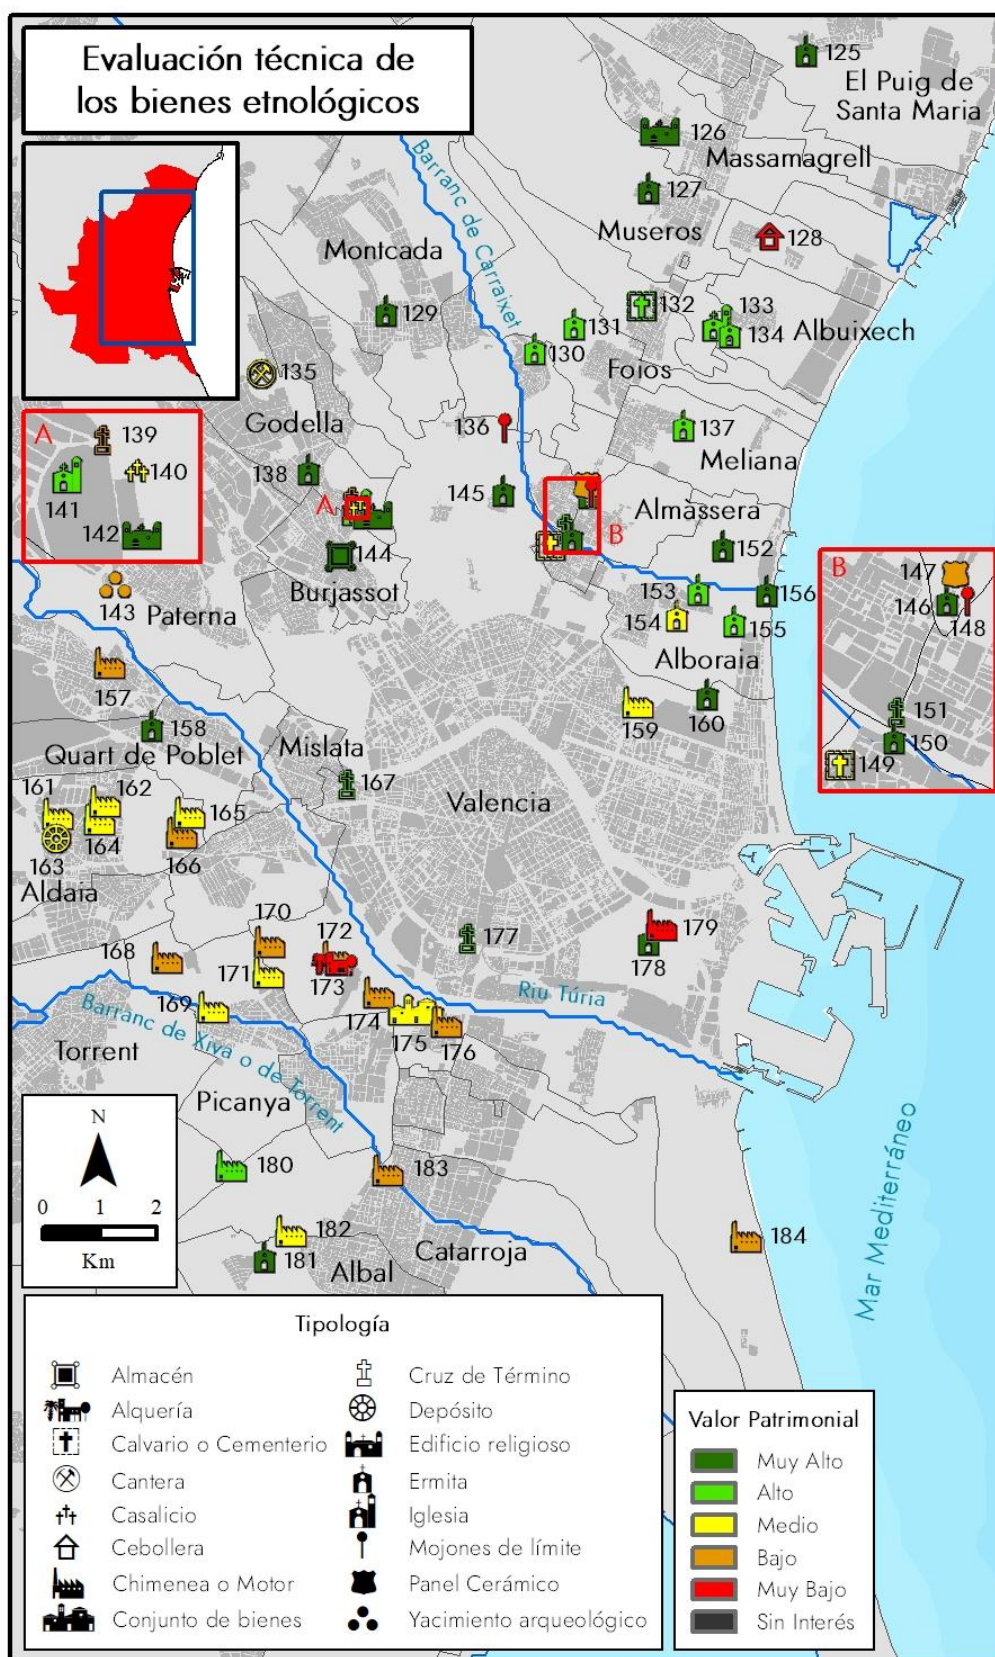 Evaluación técnica de
los bienes etnológicos
125
El Puig de
Santa Maria
126
Massamagrell
127
Museros
128
Barranc de Carraixet
Montcada
129
132
133
131
134
Albuixech
130
Foios
135
Godella
136
137
Meliana
A
139
140
141
142
138
A
145
B
Almàssera
144
152
Burjassot
143
Paterna
153
156
154
155
Alboraia
B
147
146
148
151
150
149
157
158
159
160
Quart de Poblet
Mislata
167
Valencia
161
162
165
163
164
166
Aldaia
170
172
168
171
173
177
179
178
169
174
175
176
Riu Túria
Barranc de Xiva o de Torrent
Torrent
Picanya
N
0 1 2
Km
180
183
182
181
Albal
Catarroja
184
Mar Mediterráneo
Tipología
Almacén
Alquería
Calvario o Cementerio
Cantera
Casalicio
Cebollera
Chimenea o Motor
Conjunto de bienes
Cruz de Término
Depósito
Edificio religioso
Ermita
Iglesia
Mojones de límite
Panel Cerámico
Yacimiento arqueológico
Valor Patrimonial
Muy Alto
Alto
Medio
Bajo
Muy Bajo
Sin Interés